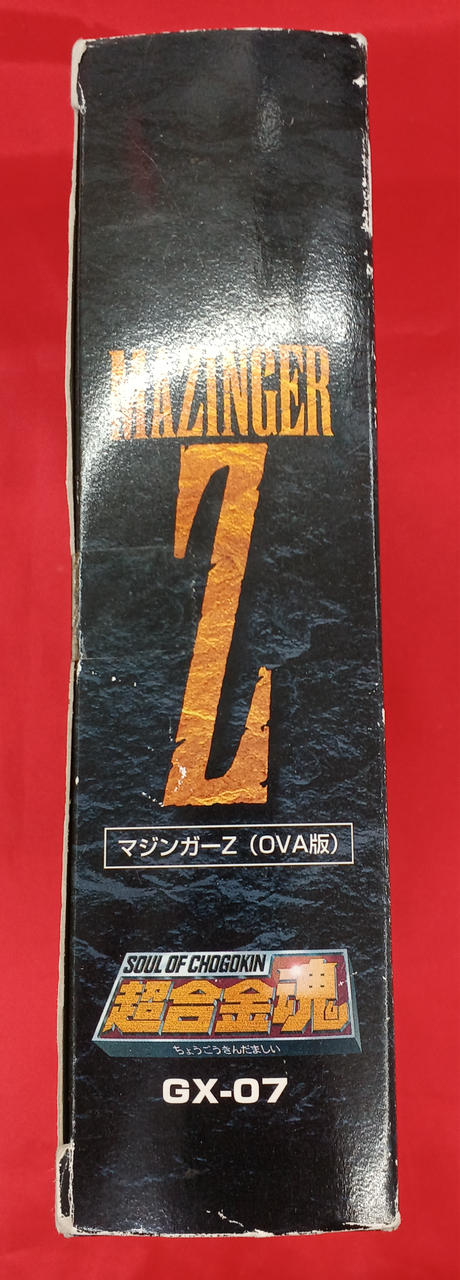 MAZINGER
Z
マジンガーZ（OVA版）
SOUL OF CHOGOKIN
超合金魂
ちょうごうきんだましい
GX-07